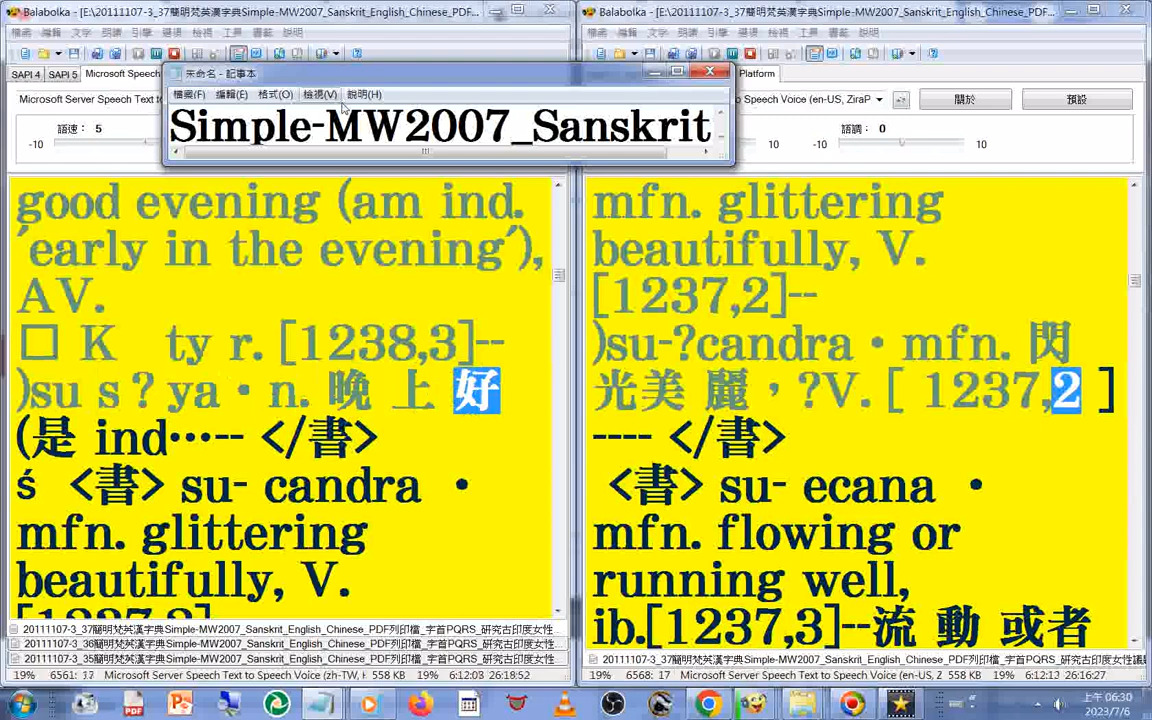 Balabolka - [E:\20111107-3_37簡明梵英漢字典Simple-MW2007_Sanskrit_English_Chinese_PDF...
Balabolka - [E:\20111107-3_37簡明梵英漢字典Simple-MW2007_Sanskrit_English_Chinese_PDF...
朱命名 - 記事本
檔案(F) 編輯(E) 格式(O) 檢視(V) 說明(H)
Simple-MW2007_Sanskrit
SAPI 4 SAPI 5 Microsoft Speech
Platform
Microsoft Server Speech Text to
Speech Voice (en-US, ZiraP
關於
預設
語速: 5
語調: 0
-10
10
-10
10
good evening (am ind.
'early in the evening'),
AV.
□ K ty r. [1238,3]--
)su s ? ya • n. 晚 上 好
(是 ind…-- </書>
ś <書> su- candra •
mfn. glittering
beautifully, V.
[1237,2]
mfn. glittering
beautifully, V.
[1237,2]--
)su-?candra • mfn. 閃
光美 麗，?V. [ 1237,2 ]
---- </書>
<書> su- ecana •
mfn. flowing or
running well,
ib.[1237,3]--流 動 或者
20111107-3_37簡明梵英漢字典Simple-MW2007_Sanskrit_English_Chinese_PDF列印檔_字首PQRS_研究古印度女性...
20111107-3_36簡明梵英漢字典Simple-MW2007_Sanskrit_English_Chinese_PDF列印檔_字首PQRS_研究古印度女性...
20111107-3_35簡明梵英漢字典Simple-MW2007_Sanskrit_English_Chinese_PDF列印檔_字首PQRS_研究古印度女性...
20111107-3_37簡明梵英漢字典Simple-MW2007_Sanskrit_English_Chinese_PDF列印檔_字首PQRS_研究古印度女性議
19% 6561: 17 Microsoft Server Speech Text to Speech Voice (zh-TW, H 558 KB 19% 6:12:03 26:18:52
19% 6568: 17 Microsoft Server Speech Text to Speech Voice (en-US, Z 558 KB 19% 6:12:13 26:16:27
上午 06:30
2023/7/6